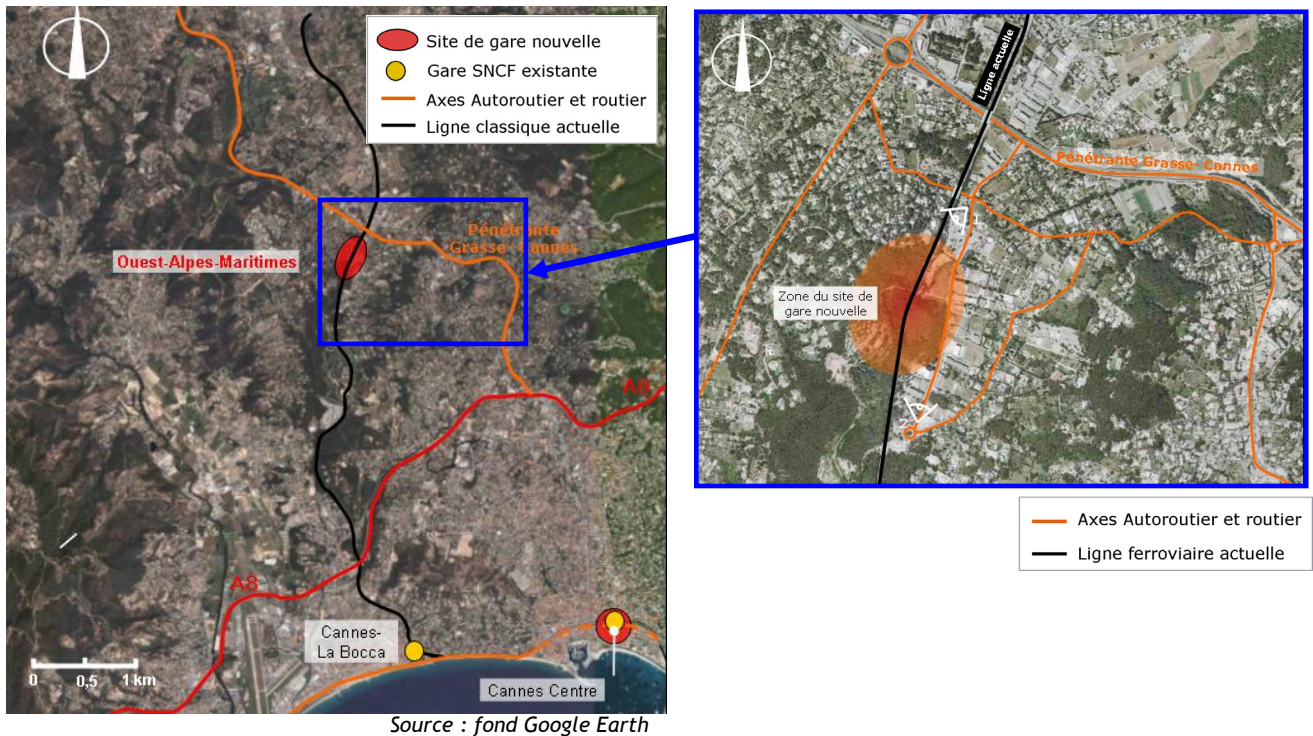 Site de gare nouvelle
Gare SNCF existante
Axes Autoroutier et routier
Ligne classique actuelle
Pénétrante
Grasse- Cannes
Ouest-Alpes-Maritimes
A8
A8
Cannes-
La Bocca
Cannes Centre
0 0,5 1 km
Source : fond Google Earth
Ligne actuelle
Pénétrante Grasse- Cannes
Zone du site de
gare nouvelle
1
2
Axes Autoroutier et routier
Ligne ferroviaire actuelle